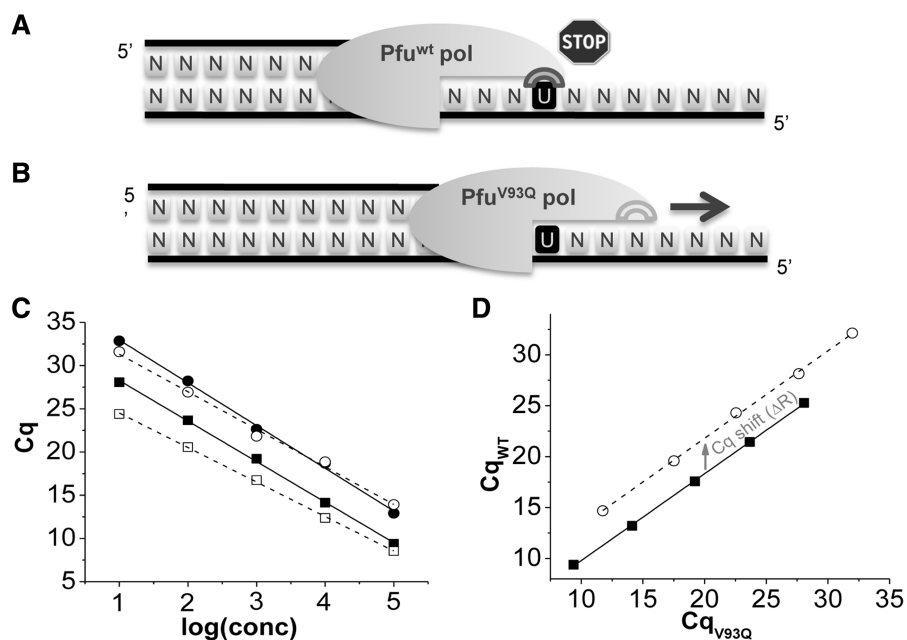 A
5'
Pfu^wt pol
STOP
N N N N N
N N N N N N N N U N N N N N N
5'
B
5
'
Pfu^V93Q pol
N N N N N N N N
N N N N N N N N U N N N N N N
5'
C
35
30
25
20
15
10
5
Cq
1 2 3 4 5
log(conc)
D
30
25
20
15
10
Cq_WT
Cq shift (ΔR)
10 15 20 25 30 35
Cq_V93Q